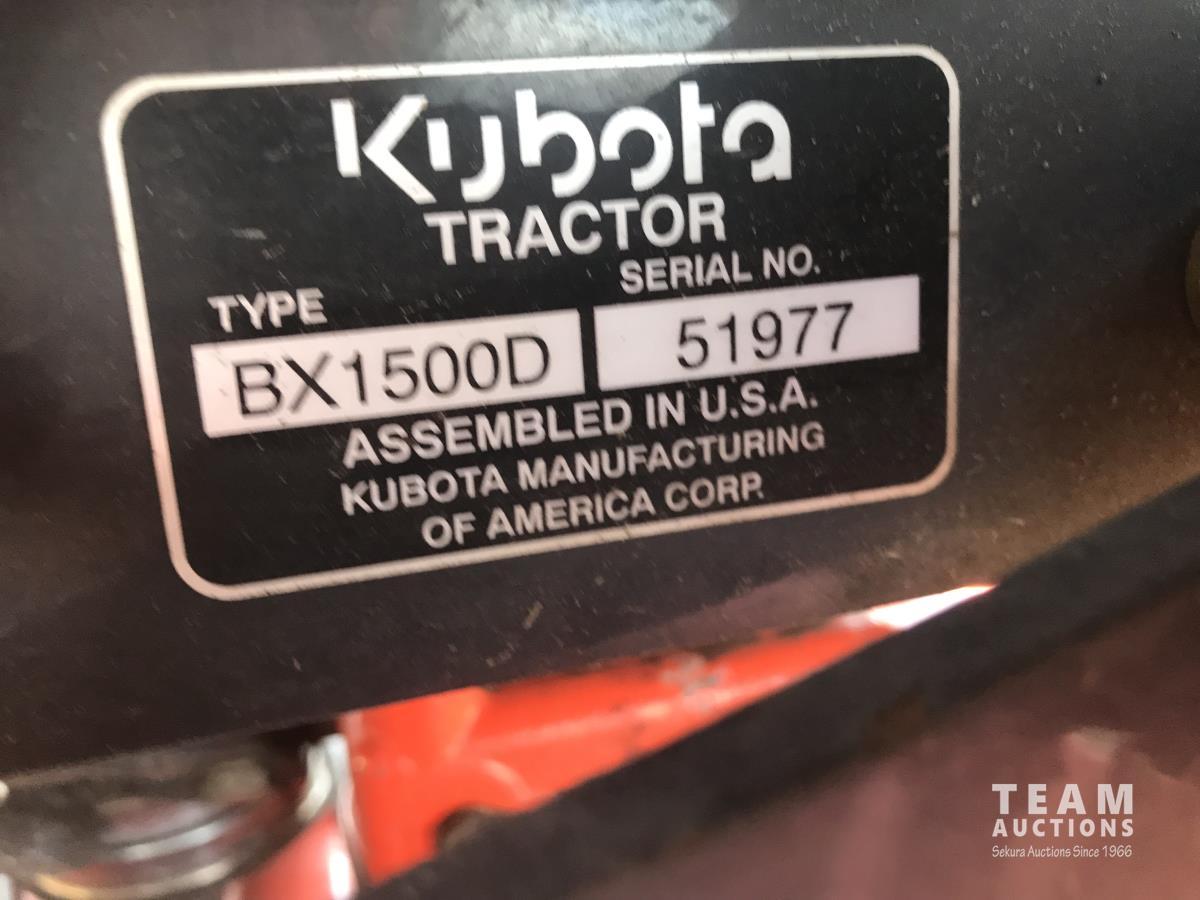 Kubota
TRACTOR
TYPE
SERIAL NO.
BX1500D
51977
ASSEMBLED IN U.S.A.
KUBOTA MANUFACTURING
OF AMERICA CORP.
TEAM
AUCTIONS
Sekura Auctions Since 1966